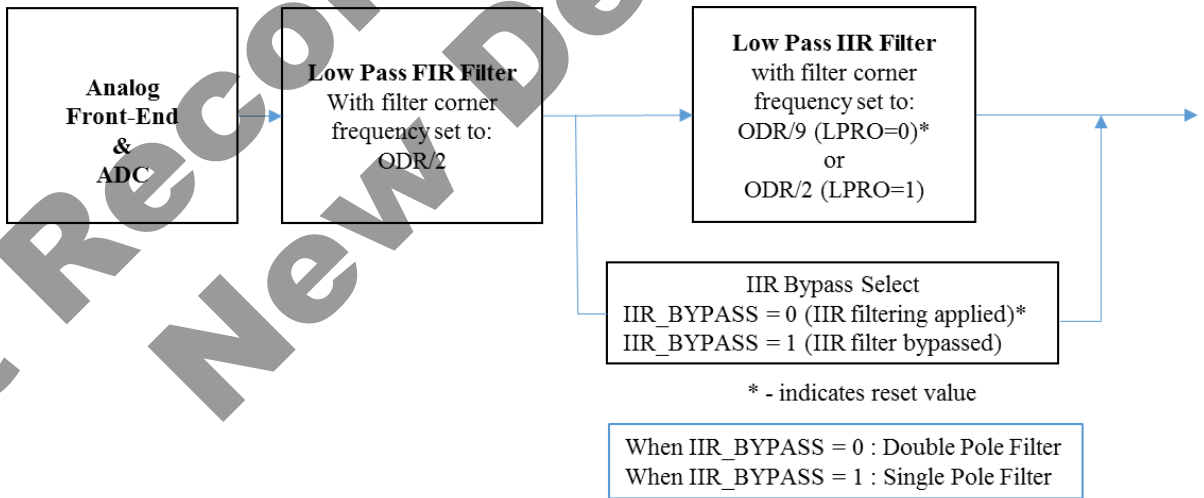 Analog
Front-End
&
ADC
Low Pass FIR Filter
With filter corner
frequency set to:
ODR/2
Low Pass IIR Filter
with filter corner
frequency set to:
ODR/9 (LPRO=0)*
or
ODR/2 (LPRO=1)
IIR Bypass Select
IIR_BYPASS = 0 (IIR filtering applied)*
IIR_BYPASS = 1 (IIR filter bypassed)
* - indicates reset value
When IIR_BYPASS = 0 : Double Pole Filter
When IIR_BYPASS = 1 : Single Pole Filter
New De